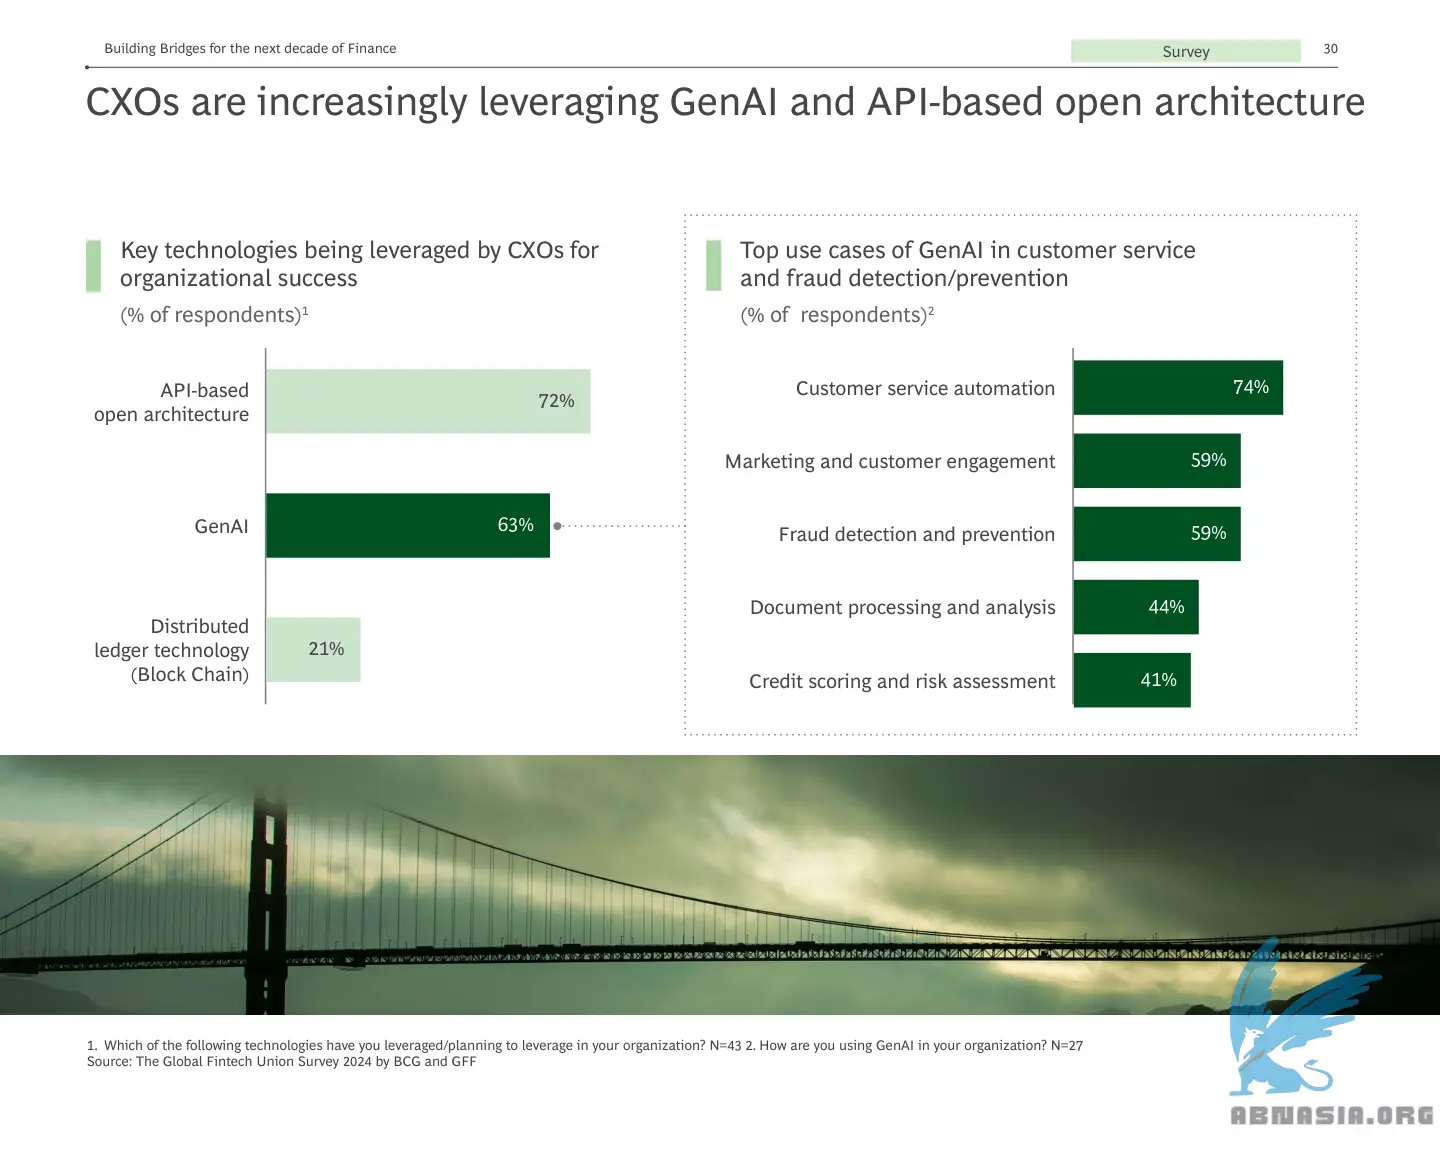 Building Bridges for the next decade of Finance
Survey
30
CXOs are increasingly leveraging GenAI and API-based open architecture
Key technologies being leveraged by CXOs for
organizational success
(% of respondents)¹
API-based
open architecture
72%
GenAI
63%
Distributed
ledger technology
(Block Chain)
21%
Top use cases of GenAI in customer service
and fraud detection/prevention
(% of  respondents)²
Customer service automation
74%
Marketing and customer engagement
59%
Fraud detection and prevention
59%
Document processing and analysis
44%
Credit scoring and risk assessment
41%
1. Which of the following technologies have you leveraged/planning to leverage in your organization? N=43 2. How are you using GenAI in your organization? N=27
Source: The Global Fintech Union Survey 2024 by BCG and GFF
ABNASIA.ORG